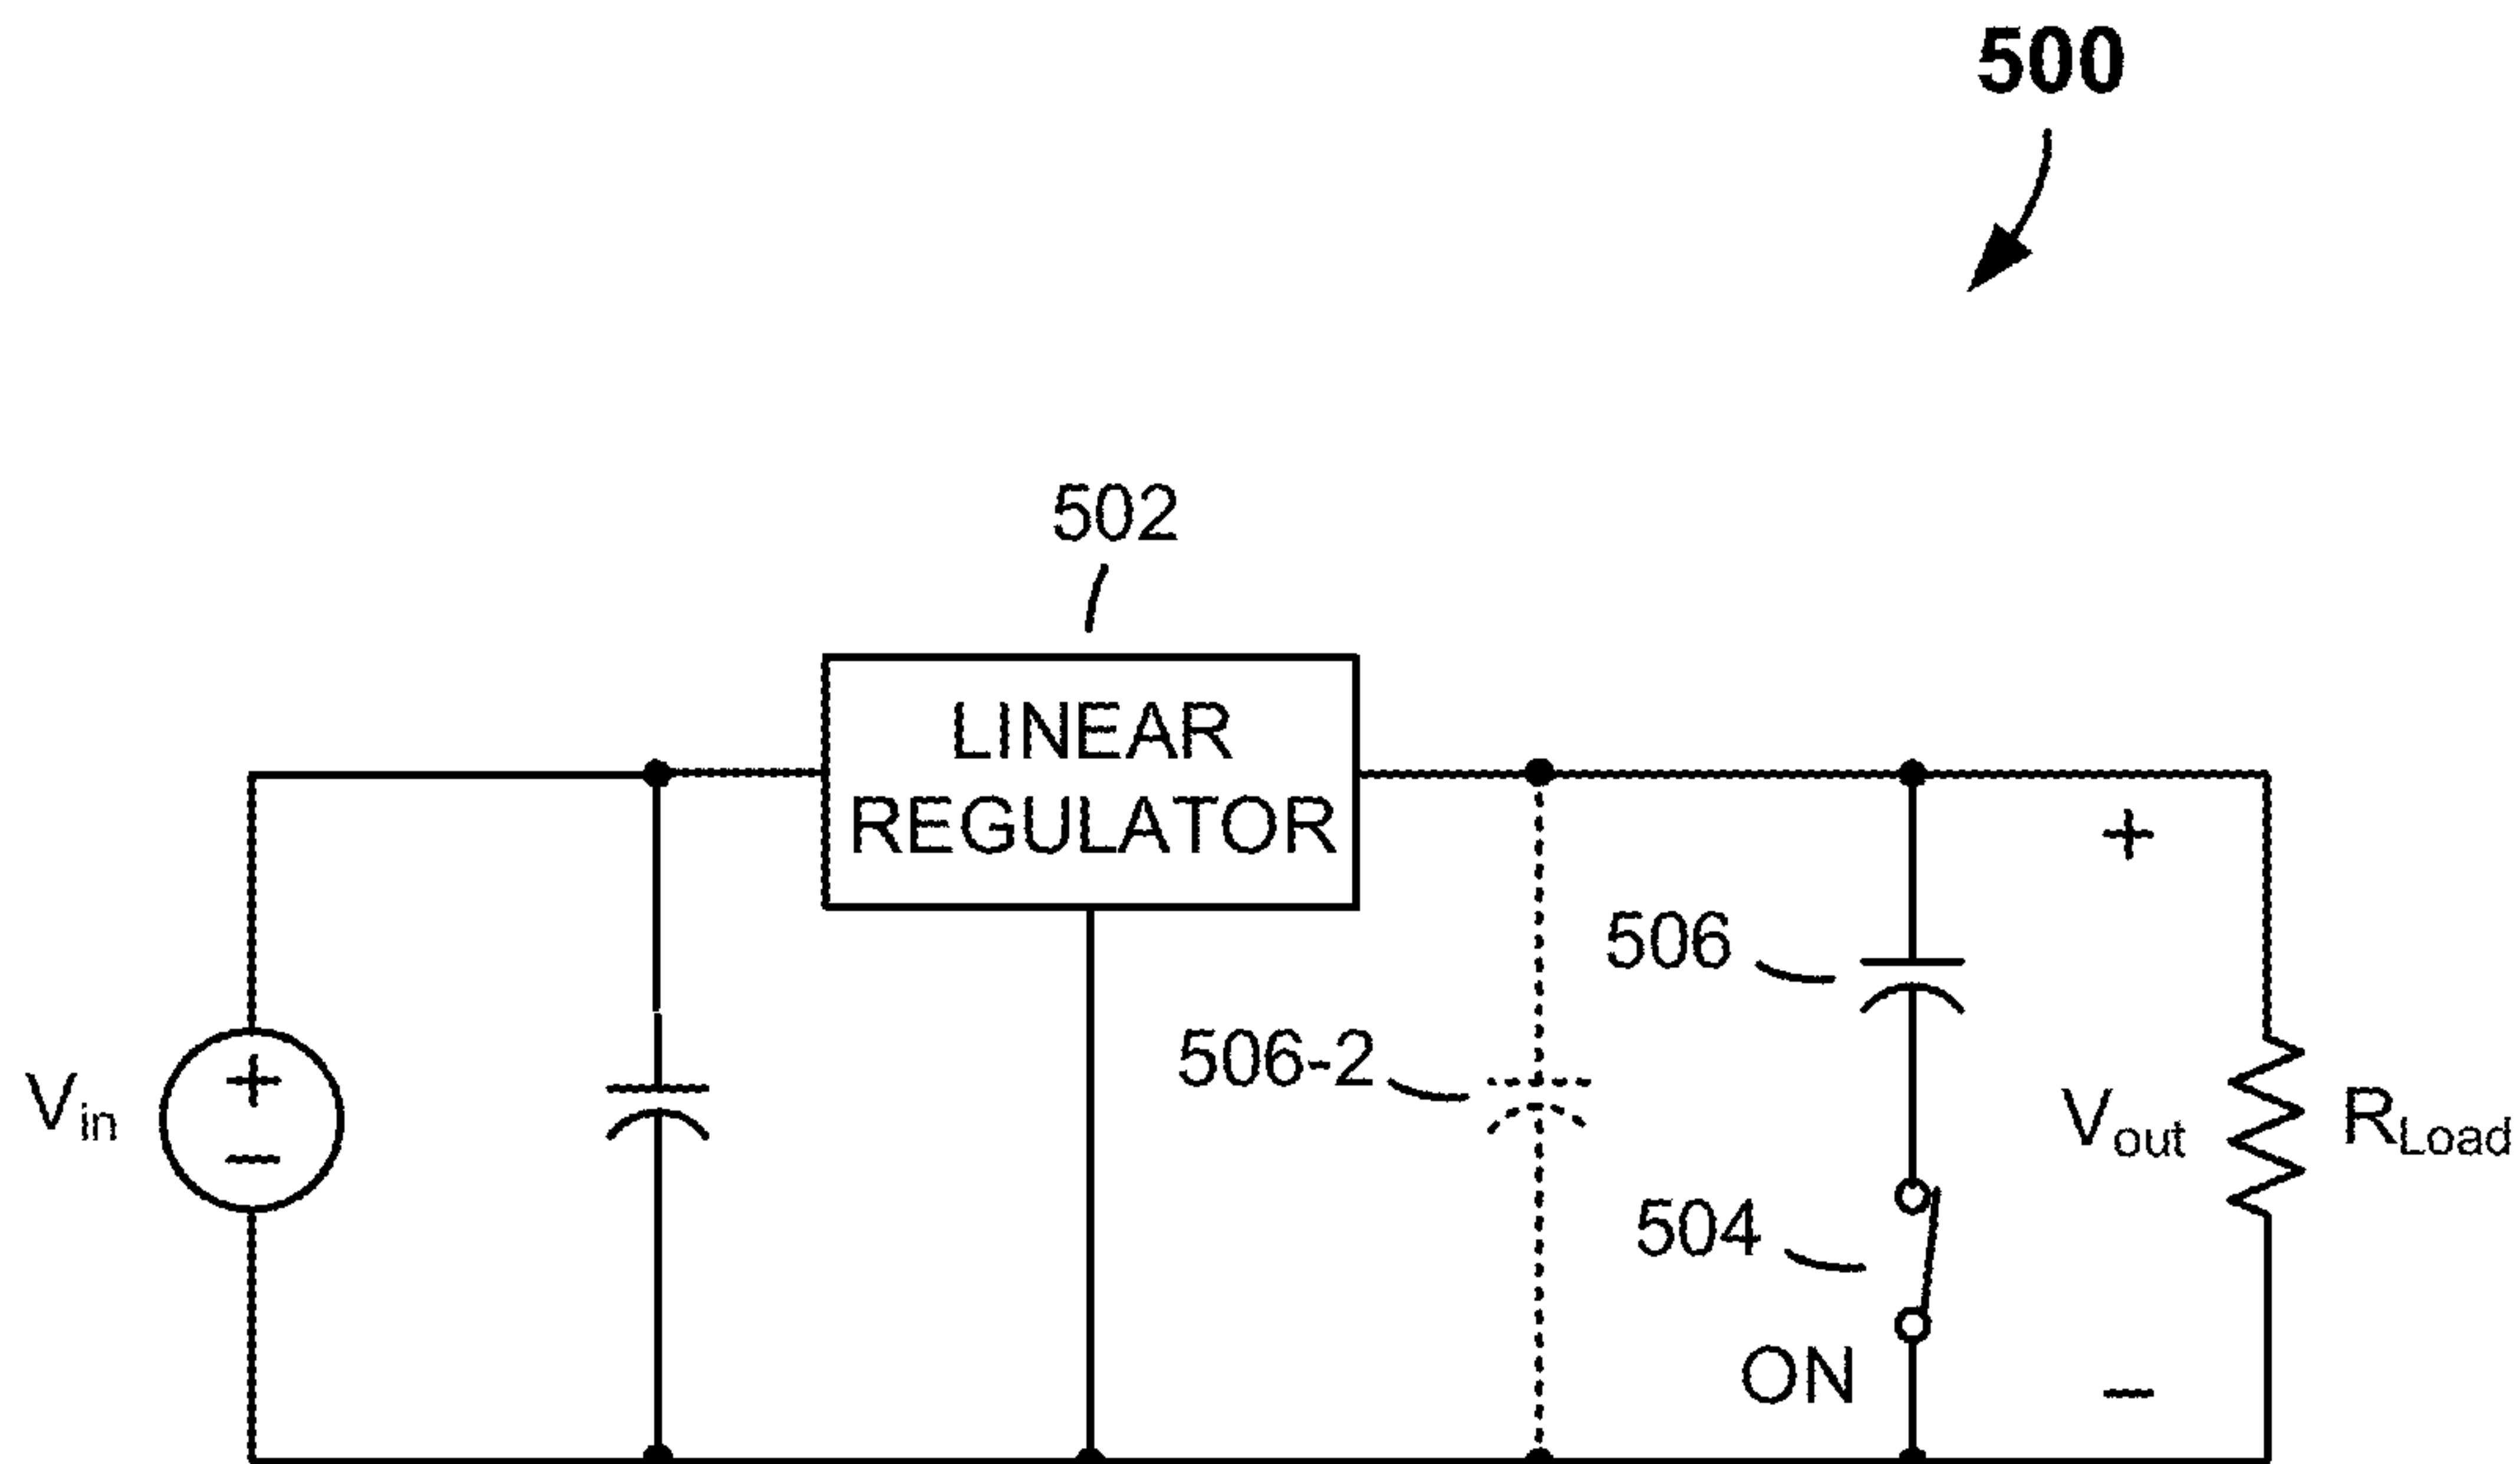 500
502
LINEAR
REGULATOR
+
506
506-2
Vin
+
−
Vout
RLoad
504
ON
−